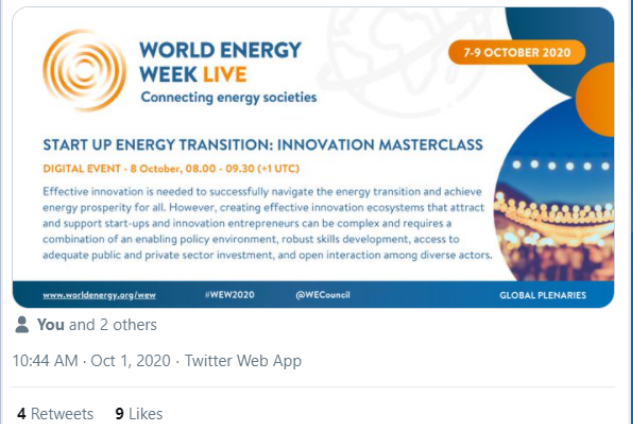 WORLD ENERGY
WEEK LIVE
Connecting energy societies
7-9 OCTOBER 2020
START UP ENERGY TRANSITION: INNOVATION MASTERCLASS
DIGITAL EVENT - 8 October, 08.00 - 09.30 (+1 UTC)
Effective innovation is needed to successfully navigate the energy transition and achieve
energy prosperity for all. However, creating effective innovation ecosystems that attract
and support start-ups and innovation entrepreneurs can be complex and requires a
combination of an enabling policy environment, robust skills development, access to
adequate public and private sector investment, and open interaction among diverse actors.
www.worldenergy.org/wew #WEW2020 @WECouncil GLOBAL PLENARIES
You and 2 others
10:44 AM · Oct 1, 2020 · Twitter Web App
4 Retweets 9 Likes